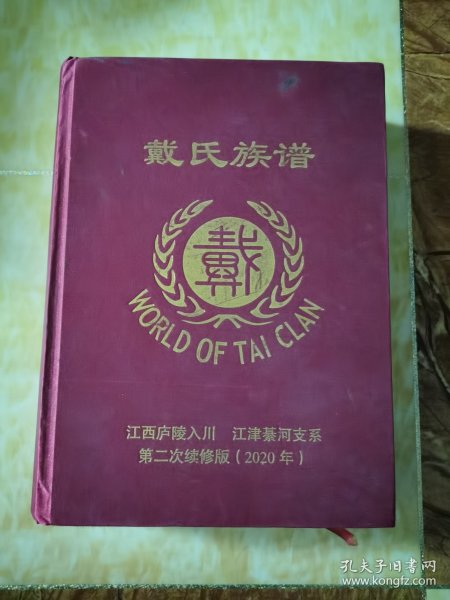 戴氏族谱
戴
WORLD OF TAI CLAN
江西庐陵入川 江津綦河支系
第二次续修版（2020年）
孔夫子旧书网
www.kongfz.com